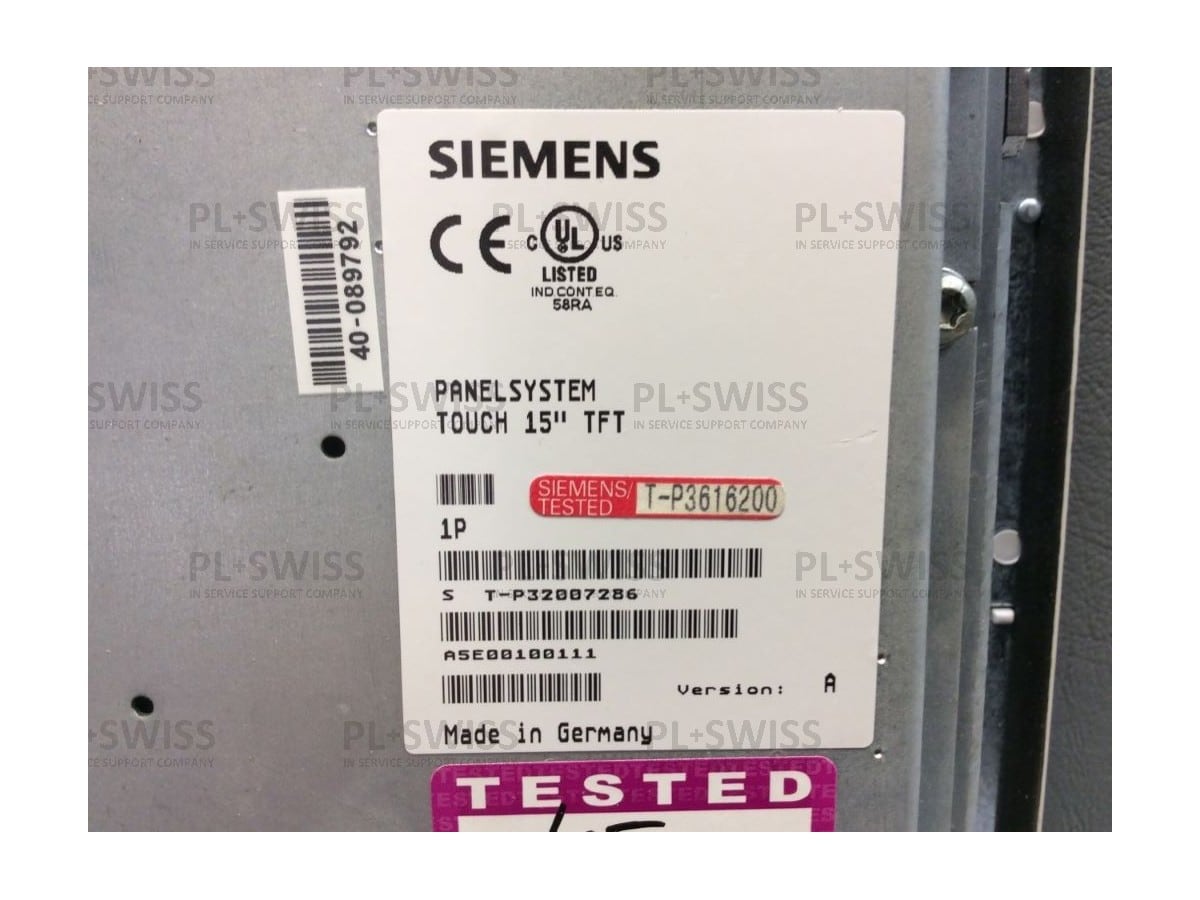 SIEMENS
CE
C UL US
LISTED
IND CONT EQ.
58RA
40-089792
PANELSYSTEM
TOUCH 15" TFT
SIEMENS/
TESTED
T-P3616200
1P
S T-P32007286
A5E00100111
Version: A
Made in Germany
TESTED
PL+SWISS
IN SERVICE SUPPORT COMPANY